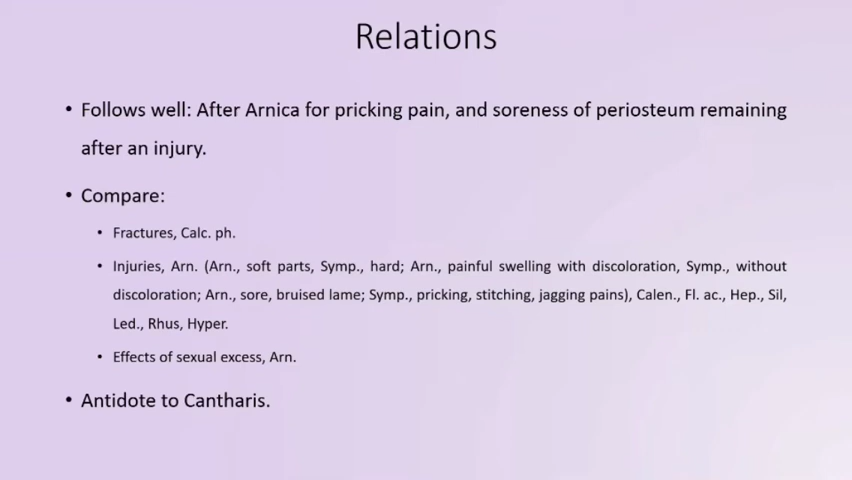 Relations
• Follows well: After Arnica for pricking pain, and soreness of periosteum remaining
after an injury.
• Compare:
• Fractures, Calc. ph.
• Injuries, Arn. (Arn., soft parts, Symp., hard; Arn., painful swelling with discoloration, Symp., without
discoloration; Arn., sore, bruised lame; Symp., pricking, stitching, jagging pains), Calen., Fl. ac., Hep., Sil,
Led., Rhus, Hyper.
• Effects of sexual excess, Arn.
• Antidote to Cantharis.